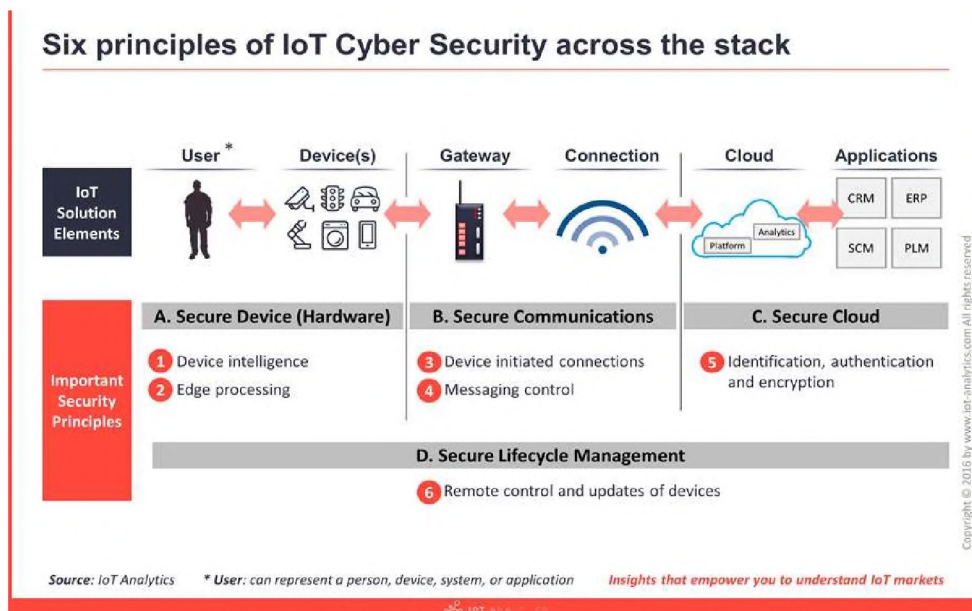 Six principles of IoT Cyber Security across the stack
User *
Device(s)
Gateway
Connection
Cloud
Applications
IoT
Solution
Elements
Platform
Analytics
CRM
ERP
SCM
PLM
A. Secure Device (Hardware)
B. Secure Communications
C. Secure Cloud
Important
Security
Principles
1 Device intelligence
2 Edge processing
3 Device initiated connections
4 Messaging control
5 Identification, authentication
and encryption
D. Secure Lifecycle Management
6 Remote control and updates of devices
Copyright © 2016 by www.iot-analytics.com All rights reserved
Source: IoT Analytics
* User: can represent a person, device, system, or application
Insights that empower you to understand IoT markets